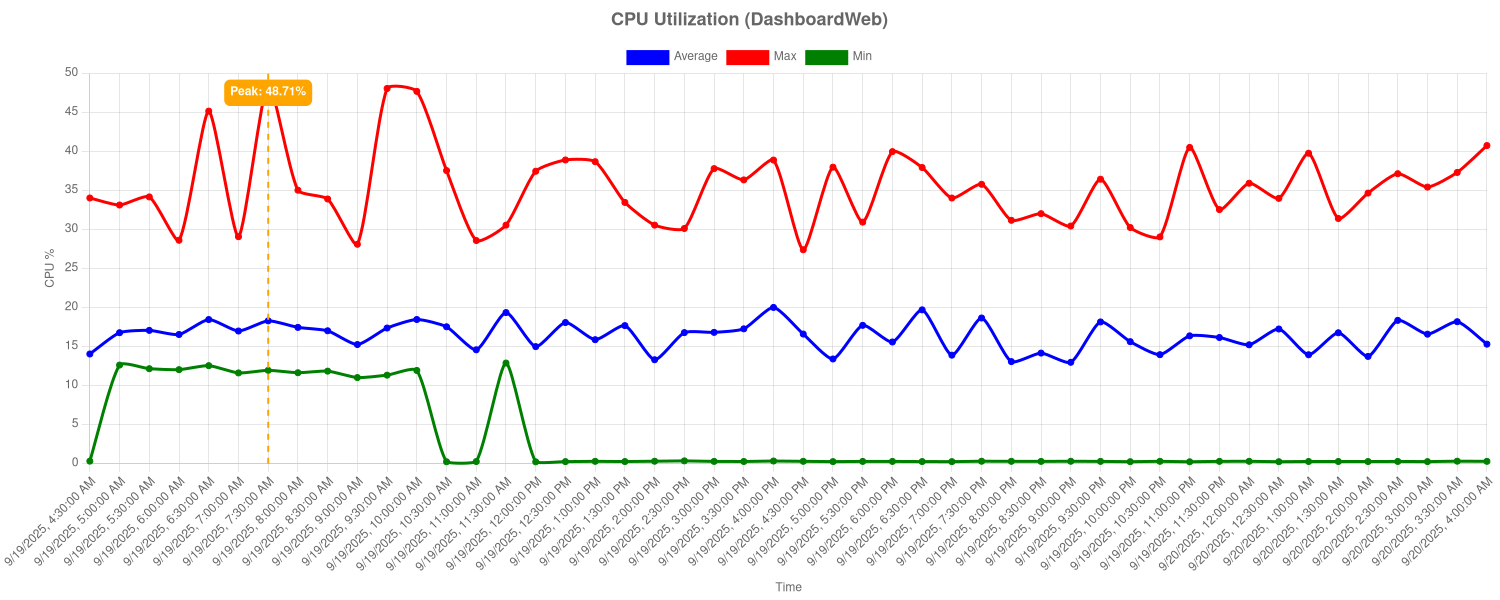 CPU Utilization (DashboardWeb)
Average Max Min
Peak: 48.71%
50
45
40
35
30
25
20
15
10
5
0
CPU %
9/19/2025, 4:30:00 AM
9/19/2025, 5:00:00 AM
9/19/2025, 5:30:00 AM
9/19/2025, 6:00:00 AM
9/19/2025, 6:30:00 AM
9/19/2025, 7:00:00 AM
9/19/2025, 7:30:00 AM
9/19/2025, 8:00:00 AM
9/19/2025, 8:30:00 AM
9/19/2025, 9:00:00 AM
9/19/2025, 9:30:00 AM
9/19/2025, 10:00:00 AM
9/19/2025, 10:30:00 AM
9/19/2025, 11:00:00 AM
9/19/2025, 11:30:00 AM
9/19/2025, 12:00:00 PM
9/19/2025, 12:30:00 PM
9/19/2025, 1:00:00 PM
9/19/2025, 1:30:00 PM
9/19/2025, 2:00:00 PM
9/19/2025, 2:30:00 PM
9/19/2025, 3:00:00 PM
9/19/2025, 3:30:00 PM
9/19/2025, 4:00:00 PM
9/19/2025, 4:30:00 PM
9/19/2025, 5:00:00 PM
9/19/2025, 5:30:00 PM
9/19/2025, 6:00:00 PM
9/19/2025, 6:30:00 PM
9/19/2025, 7:00:00 PM
9/19/2025, 7:30:00 PM
9/19/2025, 8:00:00 PM
9/19/2025, 8:30:00 PM
9/19/2025, 9:00:00 PM
9/19/2025, 9:30:00 PM
9/19/2025, 10:00:00 PM
9/19/2025, 10:30:00 PM
9/19/2025, 11:00:00 PM
9/19/2025, 11:30:00 PM
9/20/2025, 12:00:00 AM
9/20/2025, 12:30:00 AM
9/20/2025, 1:00:00 AM
9/20/2025, 1:30:00 AM
9/20/2025, 2:00:00 AM
9/20/2025, 2:30:00 AM
9/20/2025, 3:00:00 AM
9/20/2025, 3:30:00 AM
9/20/2025, 4:00:00 AM
Time